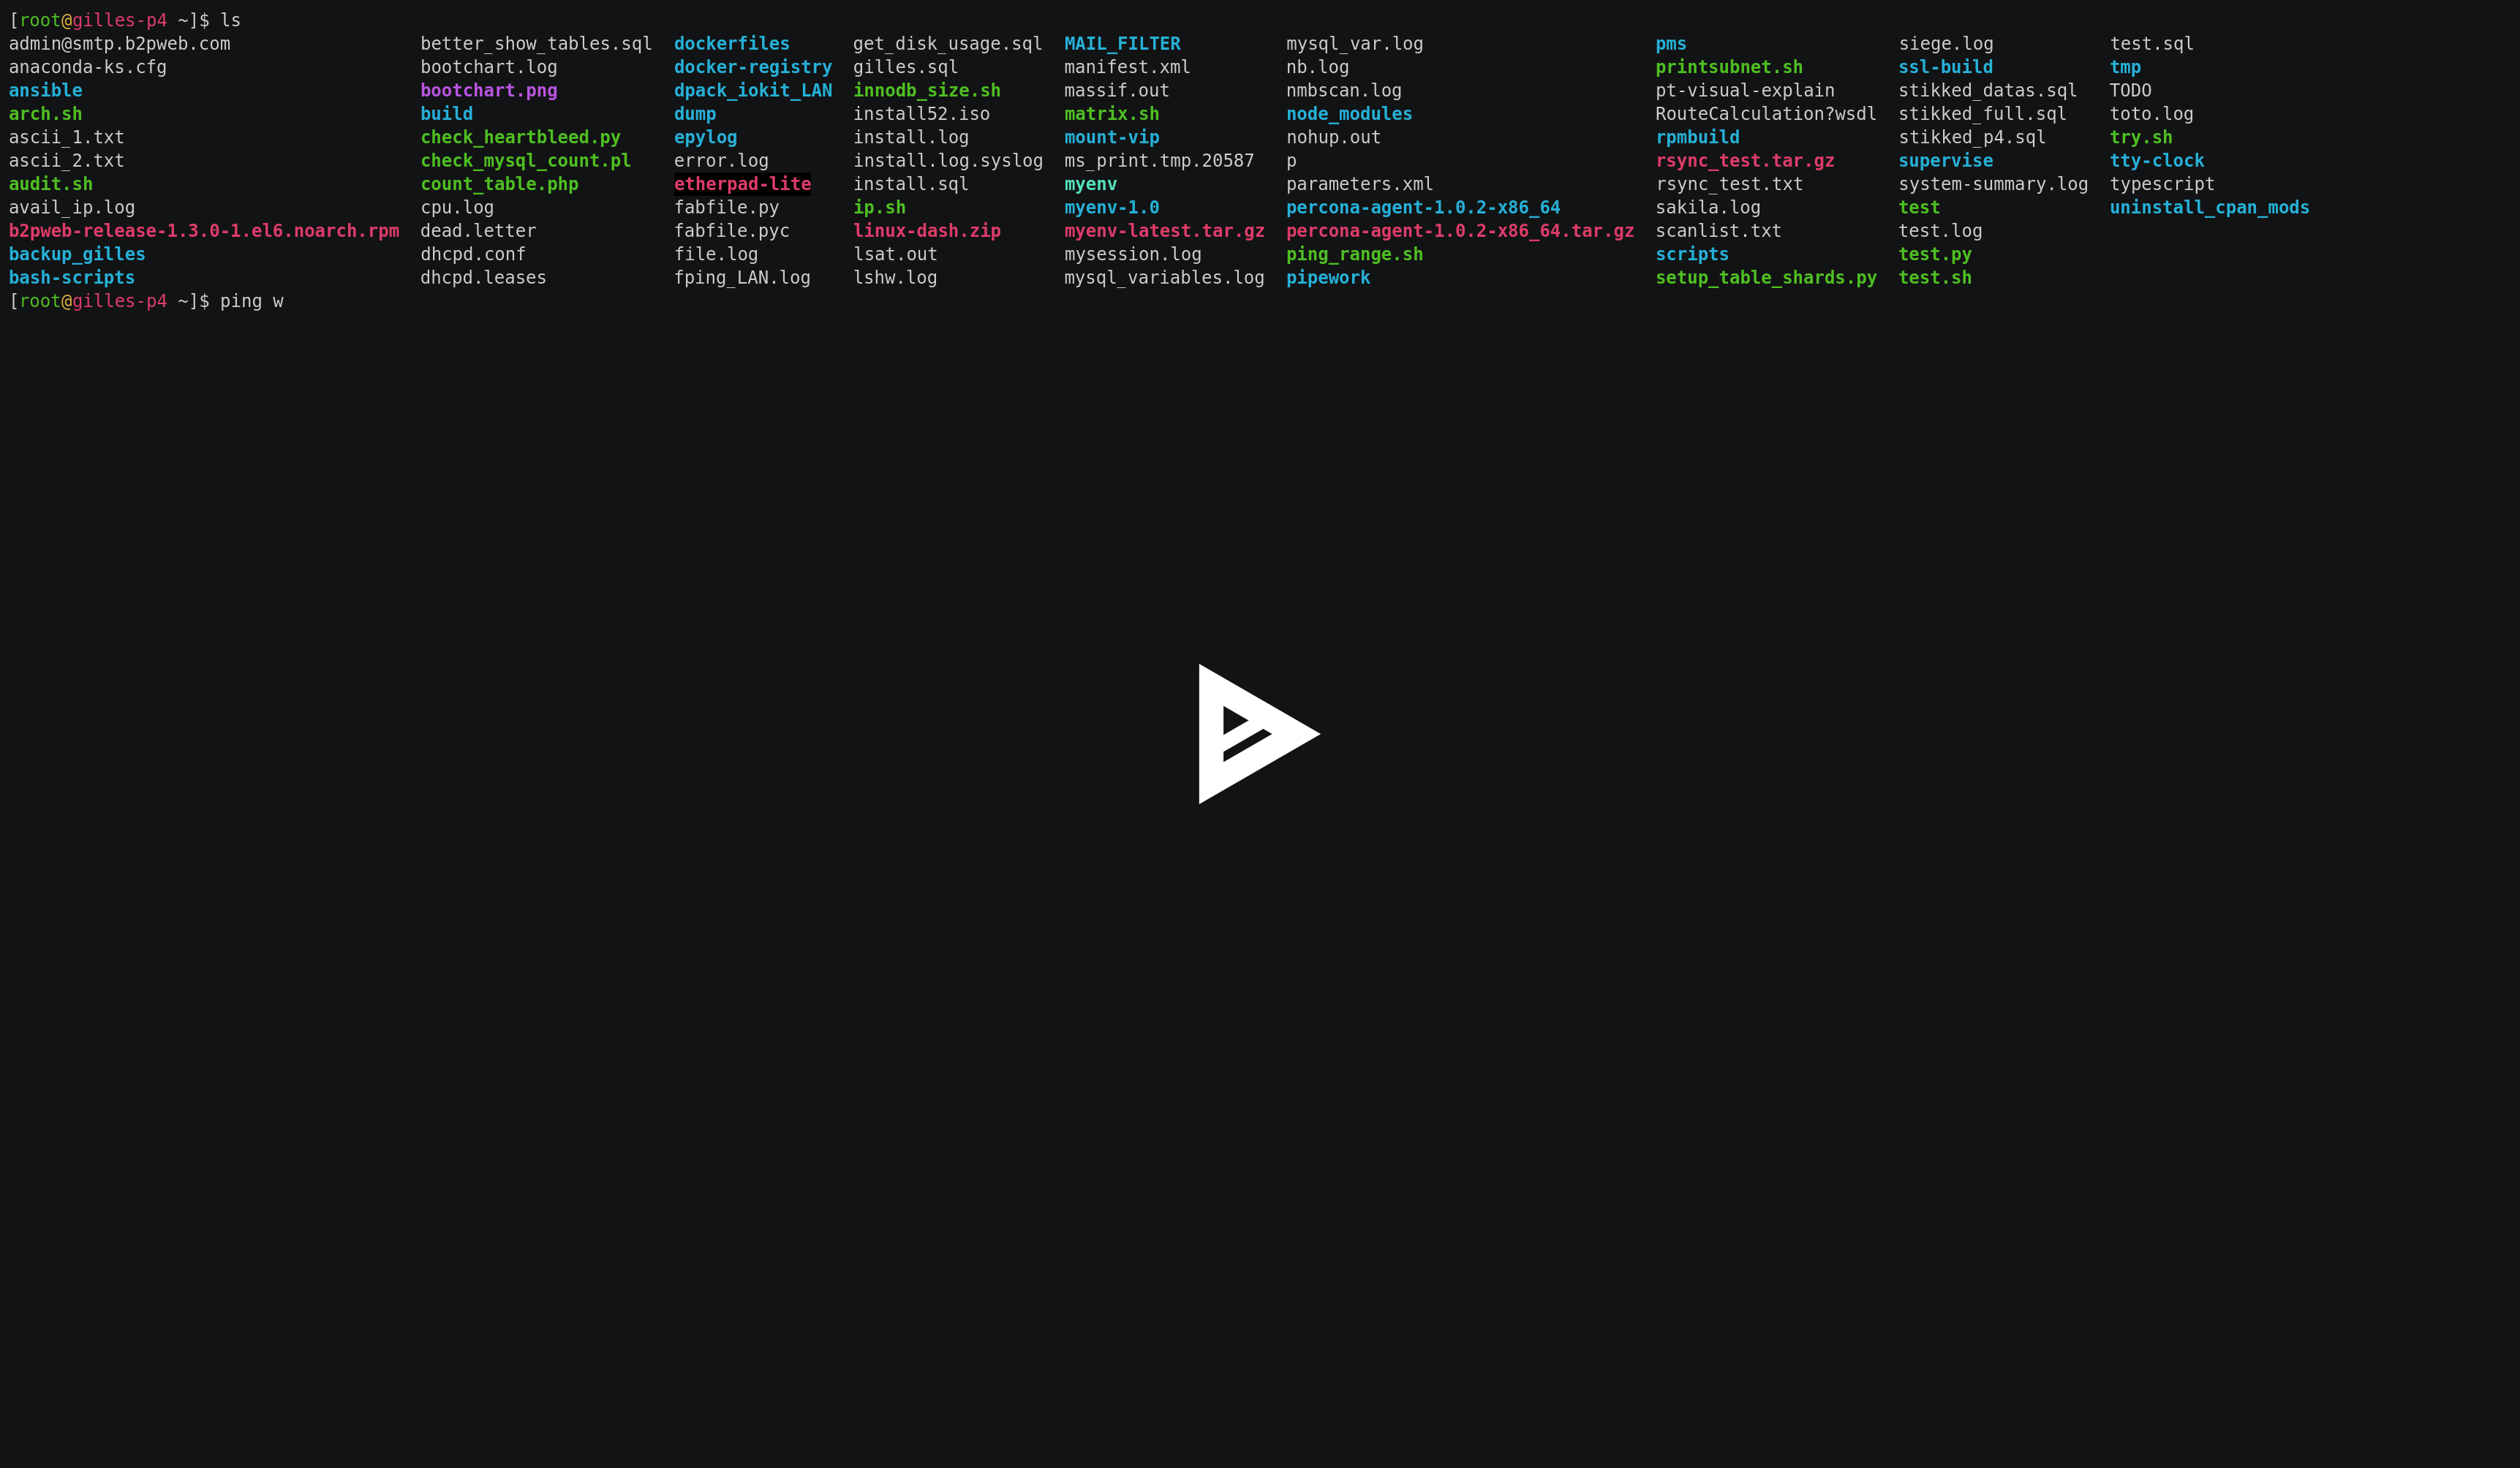 [root@gilles-p4 ~]$ ls
admin@smtp.b2pweb.com better_show_tables.sql dockerfiles get_disk_usage.sql MAIL_FILTER mysql_var.log pms siege.log test.sql
anaconda-ks.cfg bootchart.log docker-registry gilles.sql manifest.xml nb.log printsubnet.sh ssl-build tmp
ansible bootchart.png dpack_iokit_LAN innodb_size.sh massif.out nmbscan.log pt-visual-explain stikked_datas.sql TODO
arch.sh build dump install52.iso matrix.sh node_modules RouteCalculation?wsdl stikked_full.sql toto.log
ascii_1.txt check_heartbleed.py epylog install.log mount-vip nohup.out rpmbuild stikked_p4.sql try.sh
ascii_2.txt check_mysql_count.pl error.log install.log.syslog ms_print.tmp.20587 p rsync_test.tar.gz supervise tty-clock
audit.sh count_table.php etherpad-lite install.sql myenv parameters.xml rsync_test.txt system-summary.log typescript
avail_ip.log cpu.log fabfile.py ip.sh myenv-1.0 percona-agent-1.0.2-x86_64 sakila.log test uninstall_cpan_mods
b2pweb-release-1.3.0-1.el6.noarch.rpm dead.letter fabfile.pyc linux-dash.zip myenv-latest.tar.gz percona-agent-1.0.2-x86_64.tar.gz scanlist.txt test.log
backup_gilles dhcpd.conf file.log lsat.out mysession.log ping_range.sh scripts test.py
bash-scripts dhcpd.leases fping_LAN.log lshw.log mysql_variables.log pipework setup_table_shards.py test.sh
[root@gilles-p4 ~]$ ping w